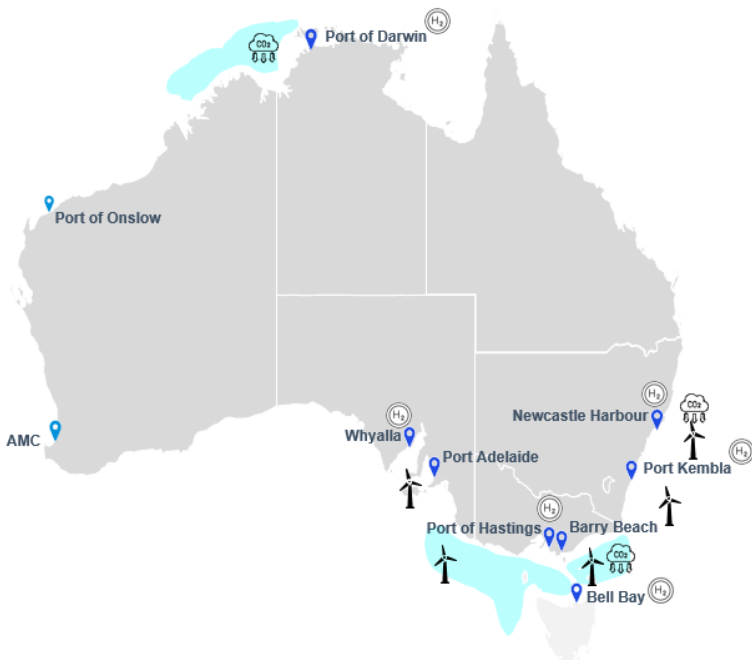 H₂
Port of Darwin
CO₂
Port of Onslow
H₂
CO₂
H₂
Newcastle Harbour
AMC
Whyalla
H₂
Port Adelaide
Port Kembla
H₂
Port of Hastings
Barry Beach
CO₂
Bell Bay
H₂